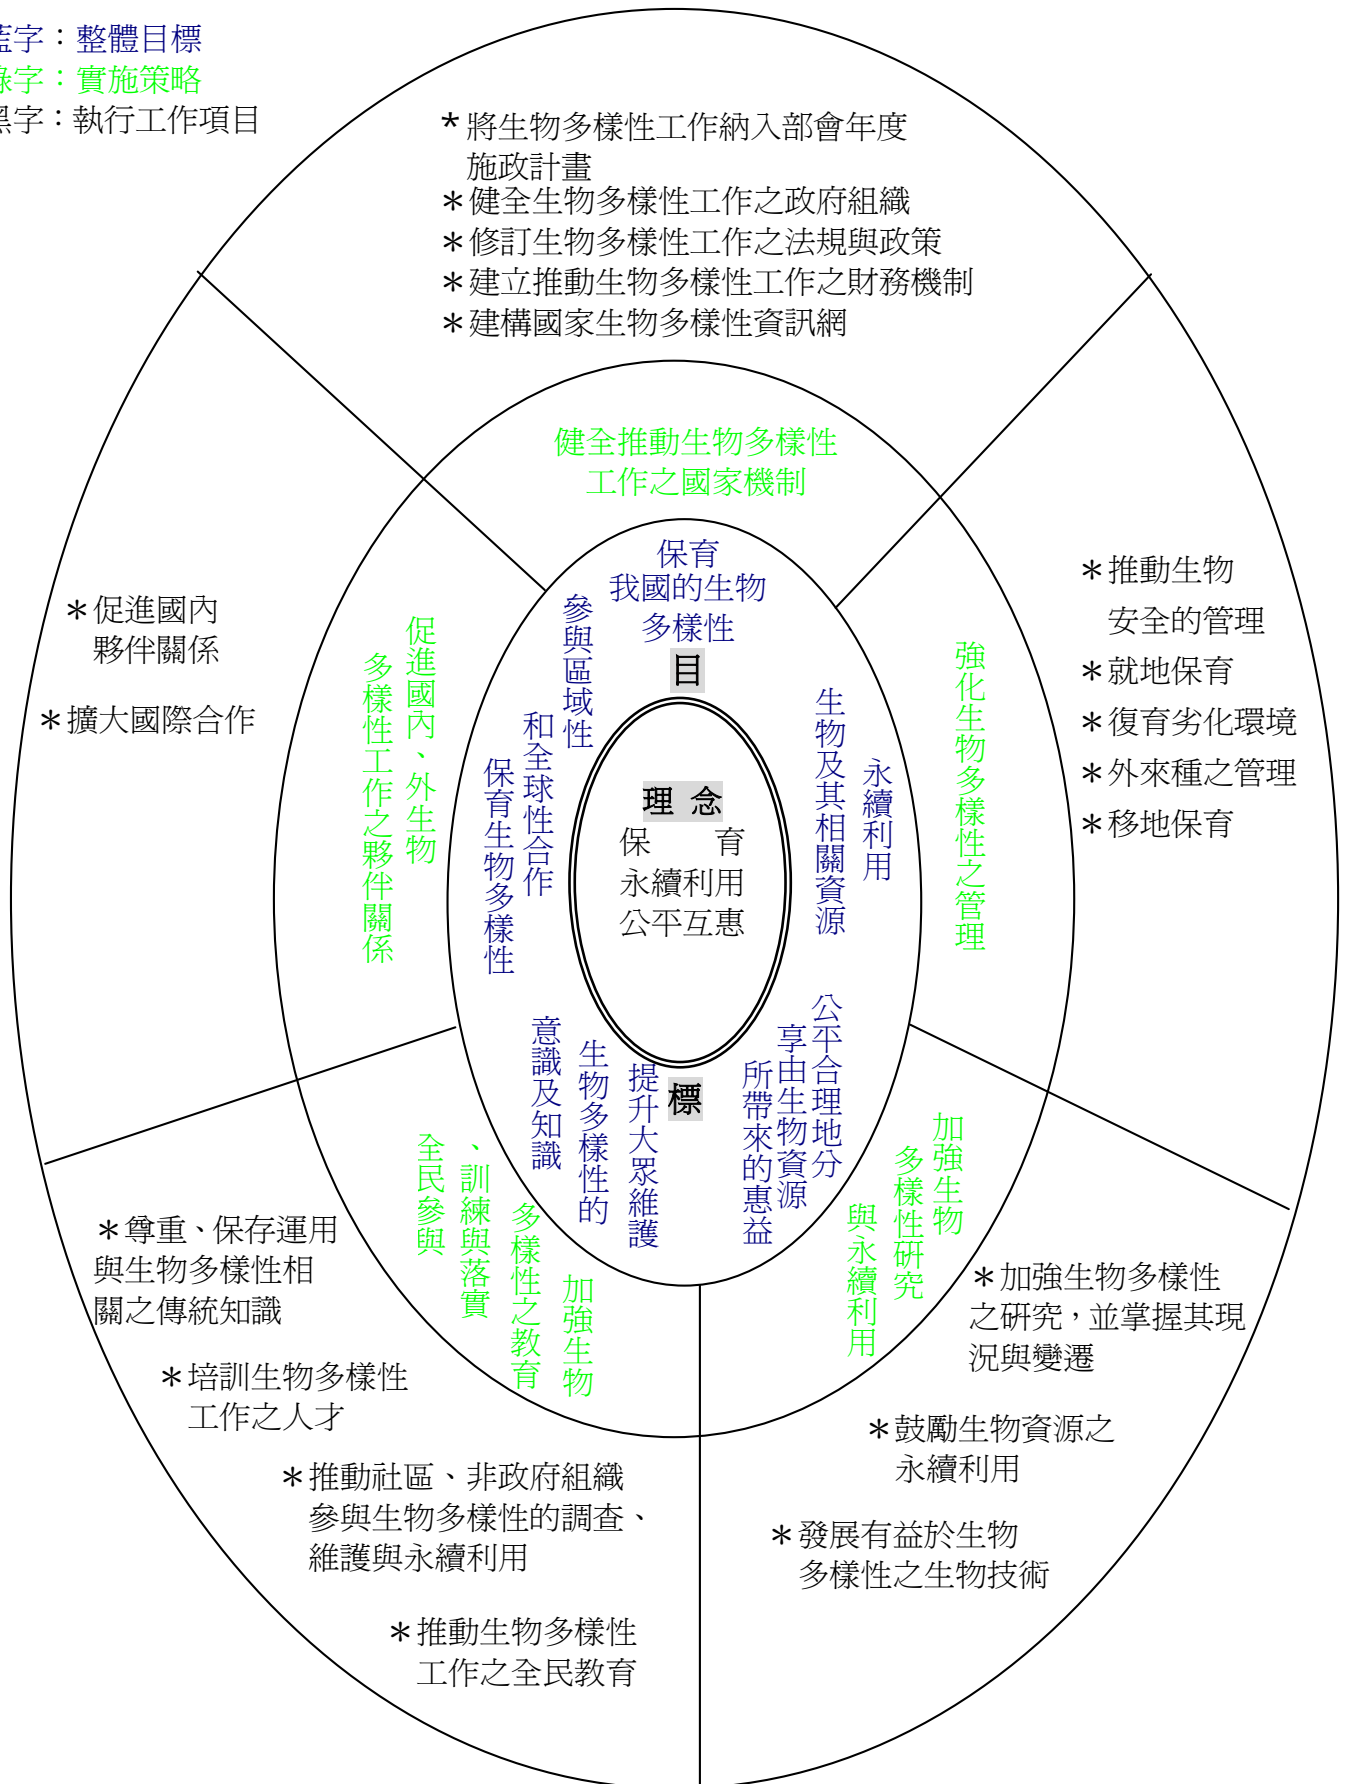 藍字：整體目標
綠字：實施策略
黑字：執行工作項目
*將生物多樣性工作納入部會年度
施政計畫
＊健全生物多樣性工作之政府組織
＊修訂生物多樣性工作之法規與政策
＊建立推動生物多樣性工作之財務機制
＊建構國家生物多樣性資訊網
健全推動生物多樣性
工作之國家機制
保育
我國的生物
多樣性
目
理 念
保 育
永續利用
公平互惠
標
參與區域性
和全球性合作
保育生物多樣性
永續利用
生物及其相關資源
公平合理地分
享由生物資源
所帶來的惠益
提升大眾維護
生物多樣性的
意識及知識
促進國內、外生物
多樣性工作之夥伴關係
強化生物多樣性之管理
加強生物
多樣性研究
與永續利用
加強生物
多樣性之教育
、訓練與落實
全民參與
＊促進國內
夥伴關係
＊擴大國際合作
＊推動生物
安全的管理
＊就地保育
＊復育劣化環境
＊外來種之管理
＊移地保育
＊加強生物多樣性
之研究，並掌握其現
況與變遷
＊鼓勵生物資源之
永續利用
＊發展有益於生物
多樣性之生物技術
＊尊重、保存運用
與生物多樣性相
關之傳統知識
＊培訓生物多樣性
工作之人才
＊推動社區、非政府組織
參與生物多樣性的調查、
維護與永續利用
＊推動生物多樣性
工作之全民教育